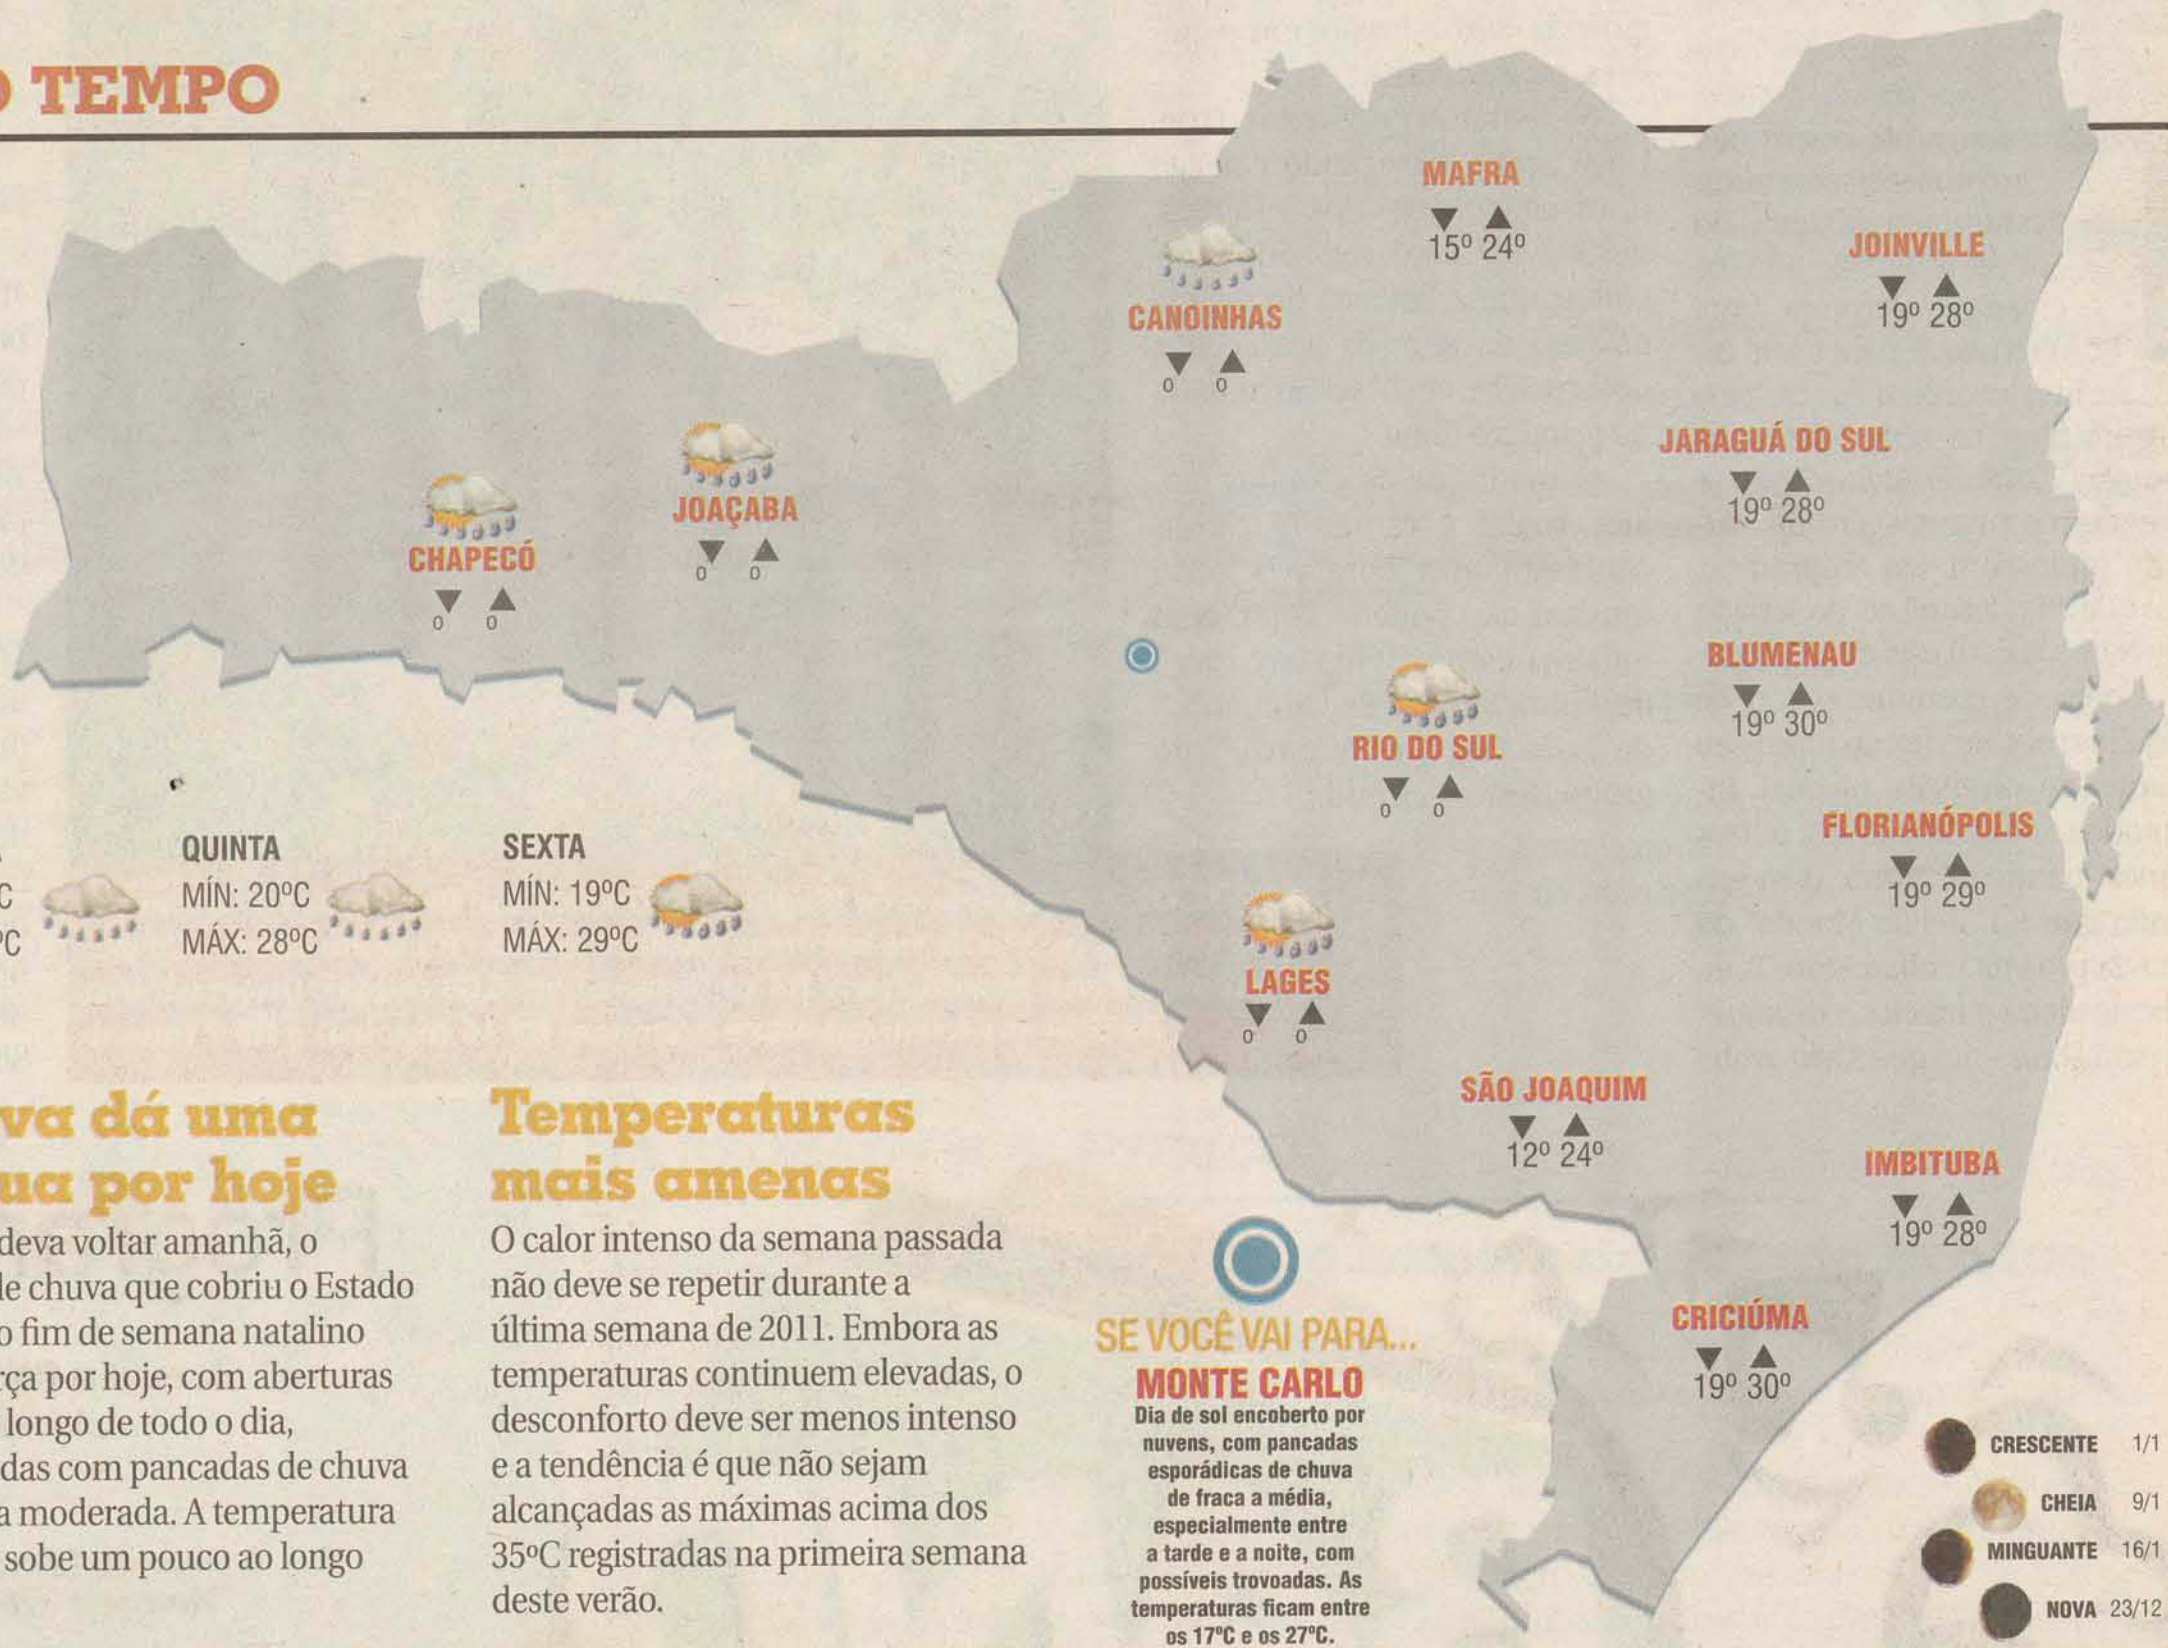 O TEMPO
MAFRA
15º 24º
JOINVILLE
19º 28º
CANOINHAS
0 0
JARAGUÁ DO SUL
19º 28º
JOAÇABA
0 0
CHAPECÓ
0 0
BLUMENAU
19º 30º
RIO DO SUL
0 0
FLORIANÓPOLIS
19º 29º
LAGES
0 0
SÃO JOAQUIM
12º 24º
IMBITUBA
19º 28º
CRICIÚMA
19º 30º
C
ºC
QUINTA
MÍN: 20ºC
MÁX: 28ºC
SEXTA
MÍN: 19ºC
MÁX: 29ºC
va dá uma
ua por hoje
deva voltar amanhã, o
de chuva que cobriu o Estado
o fim de semana natalino
rça por hoje, com aberturas
longo de todo o dia,
das com pancadas de chuva
a moderada. A temperatura
sobe um pouco ao longo
Temperaturas
mais amenas
O calor intenso da semana passada
não deve se repetir durante a
última semana de 2011. Embora as
temperaturas continuem elevadas, o
desconforto deve ser menos intenso
e a tendência é que não sejam
alcançadas as máximas acima dos
35ºC registradas na primeira semana
deste verão.
SE VOCÊ VAI PARA...
MONTE CARLO
Dia de sol encoberto por
nuvens, com pancadas
esporádicas de chuva
de fraca a média,
especialmente entre
a tarde e a noite, com
possíveis trovoadas. As
temperaturas ficam entre
os 17ºC e os 27ºC.
CRESCENTE 1/1
CHEIA 9/1
MINGUANTE 16/1
NOVA 23/12